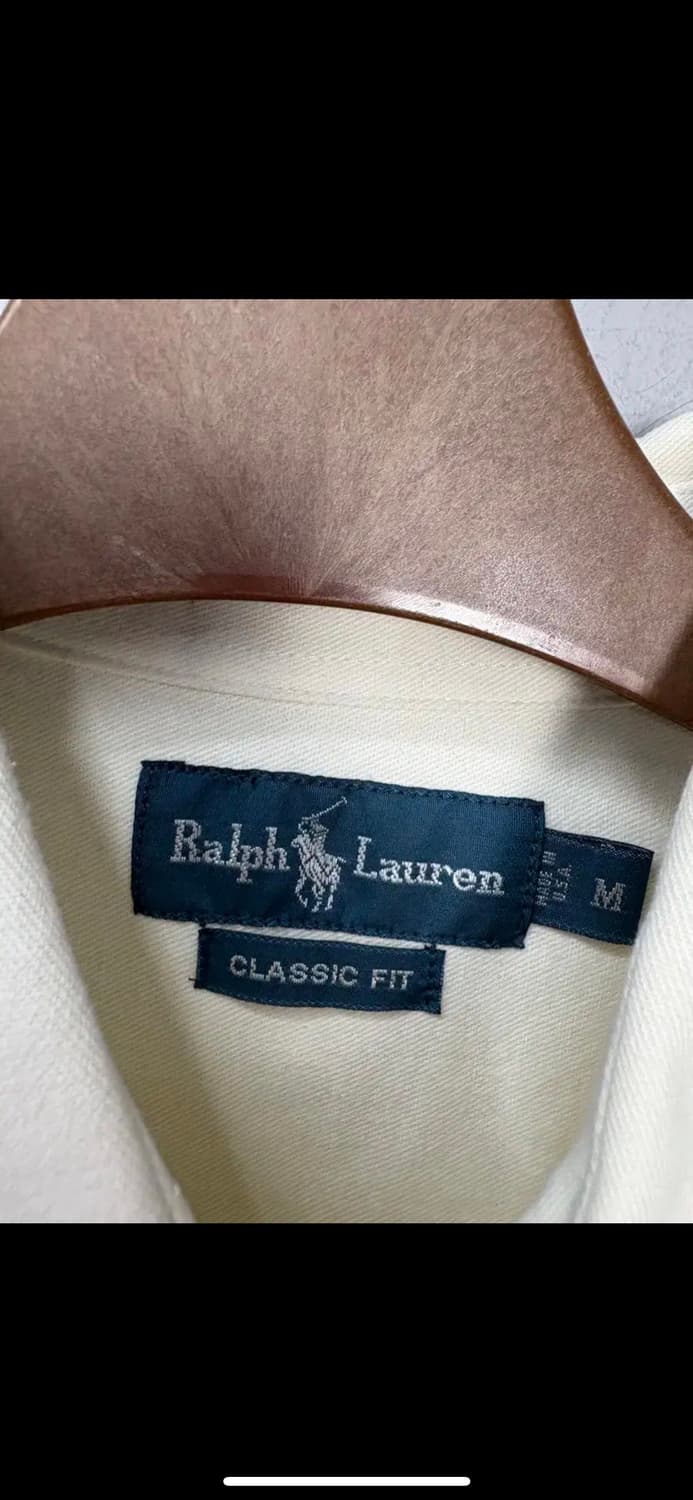 Ralph Lauren
MADE IN
U.S.A.
M
CLASSIC FIT